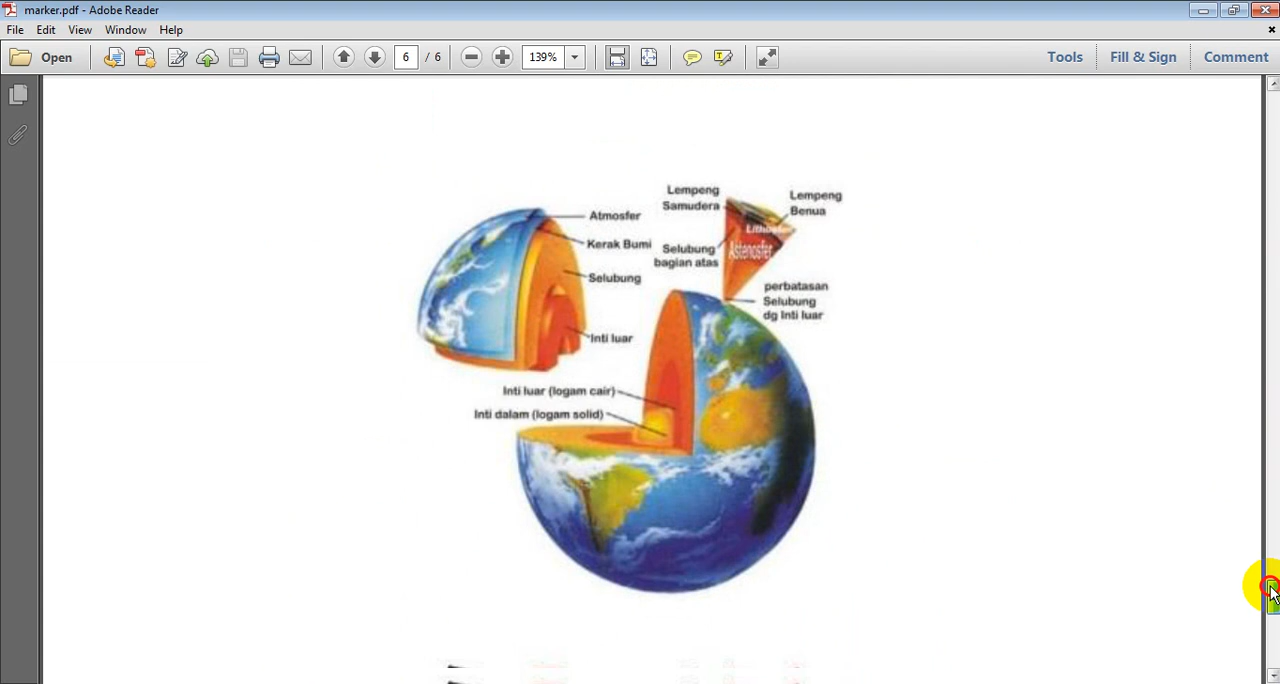 marker.pdf - Adobe Reader
File Edit View Window Help
Open 6 / 6 139% Tools Fill & Sign Comment
Lempeng
Samudera
Lempeng
Benua
Atmosfer
Kerak Bumi
Selubung
Inti luar
Selubung
bagian atas
Astenosfer
perbatasan
Selubung
dg Inti luar
Inti luar (logam cair)
Inti dalam (logam solid)